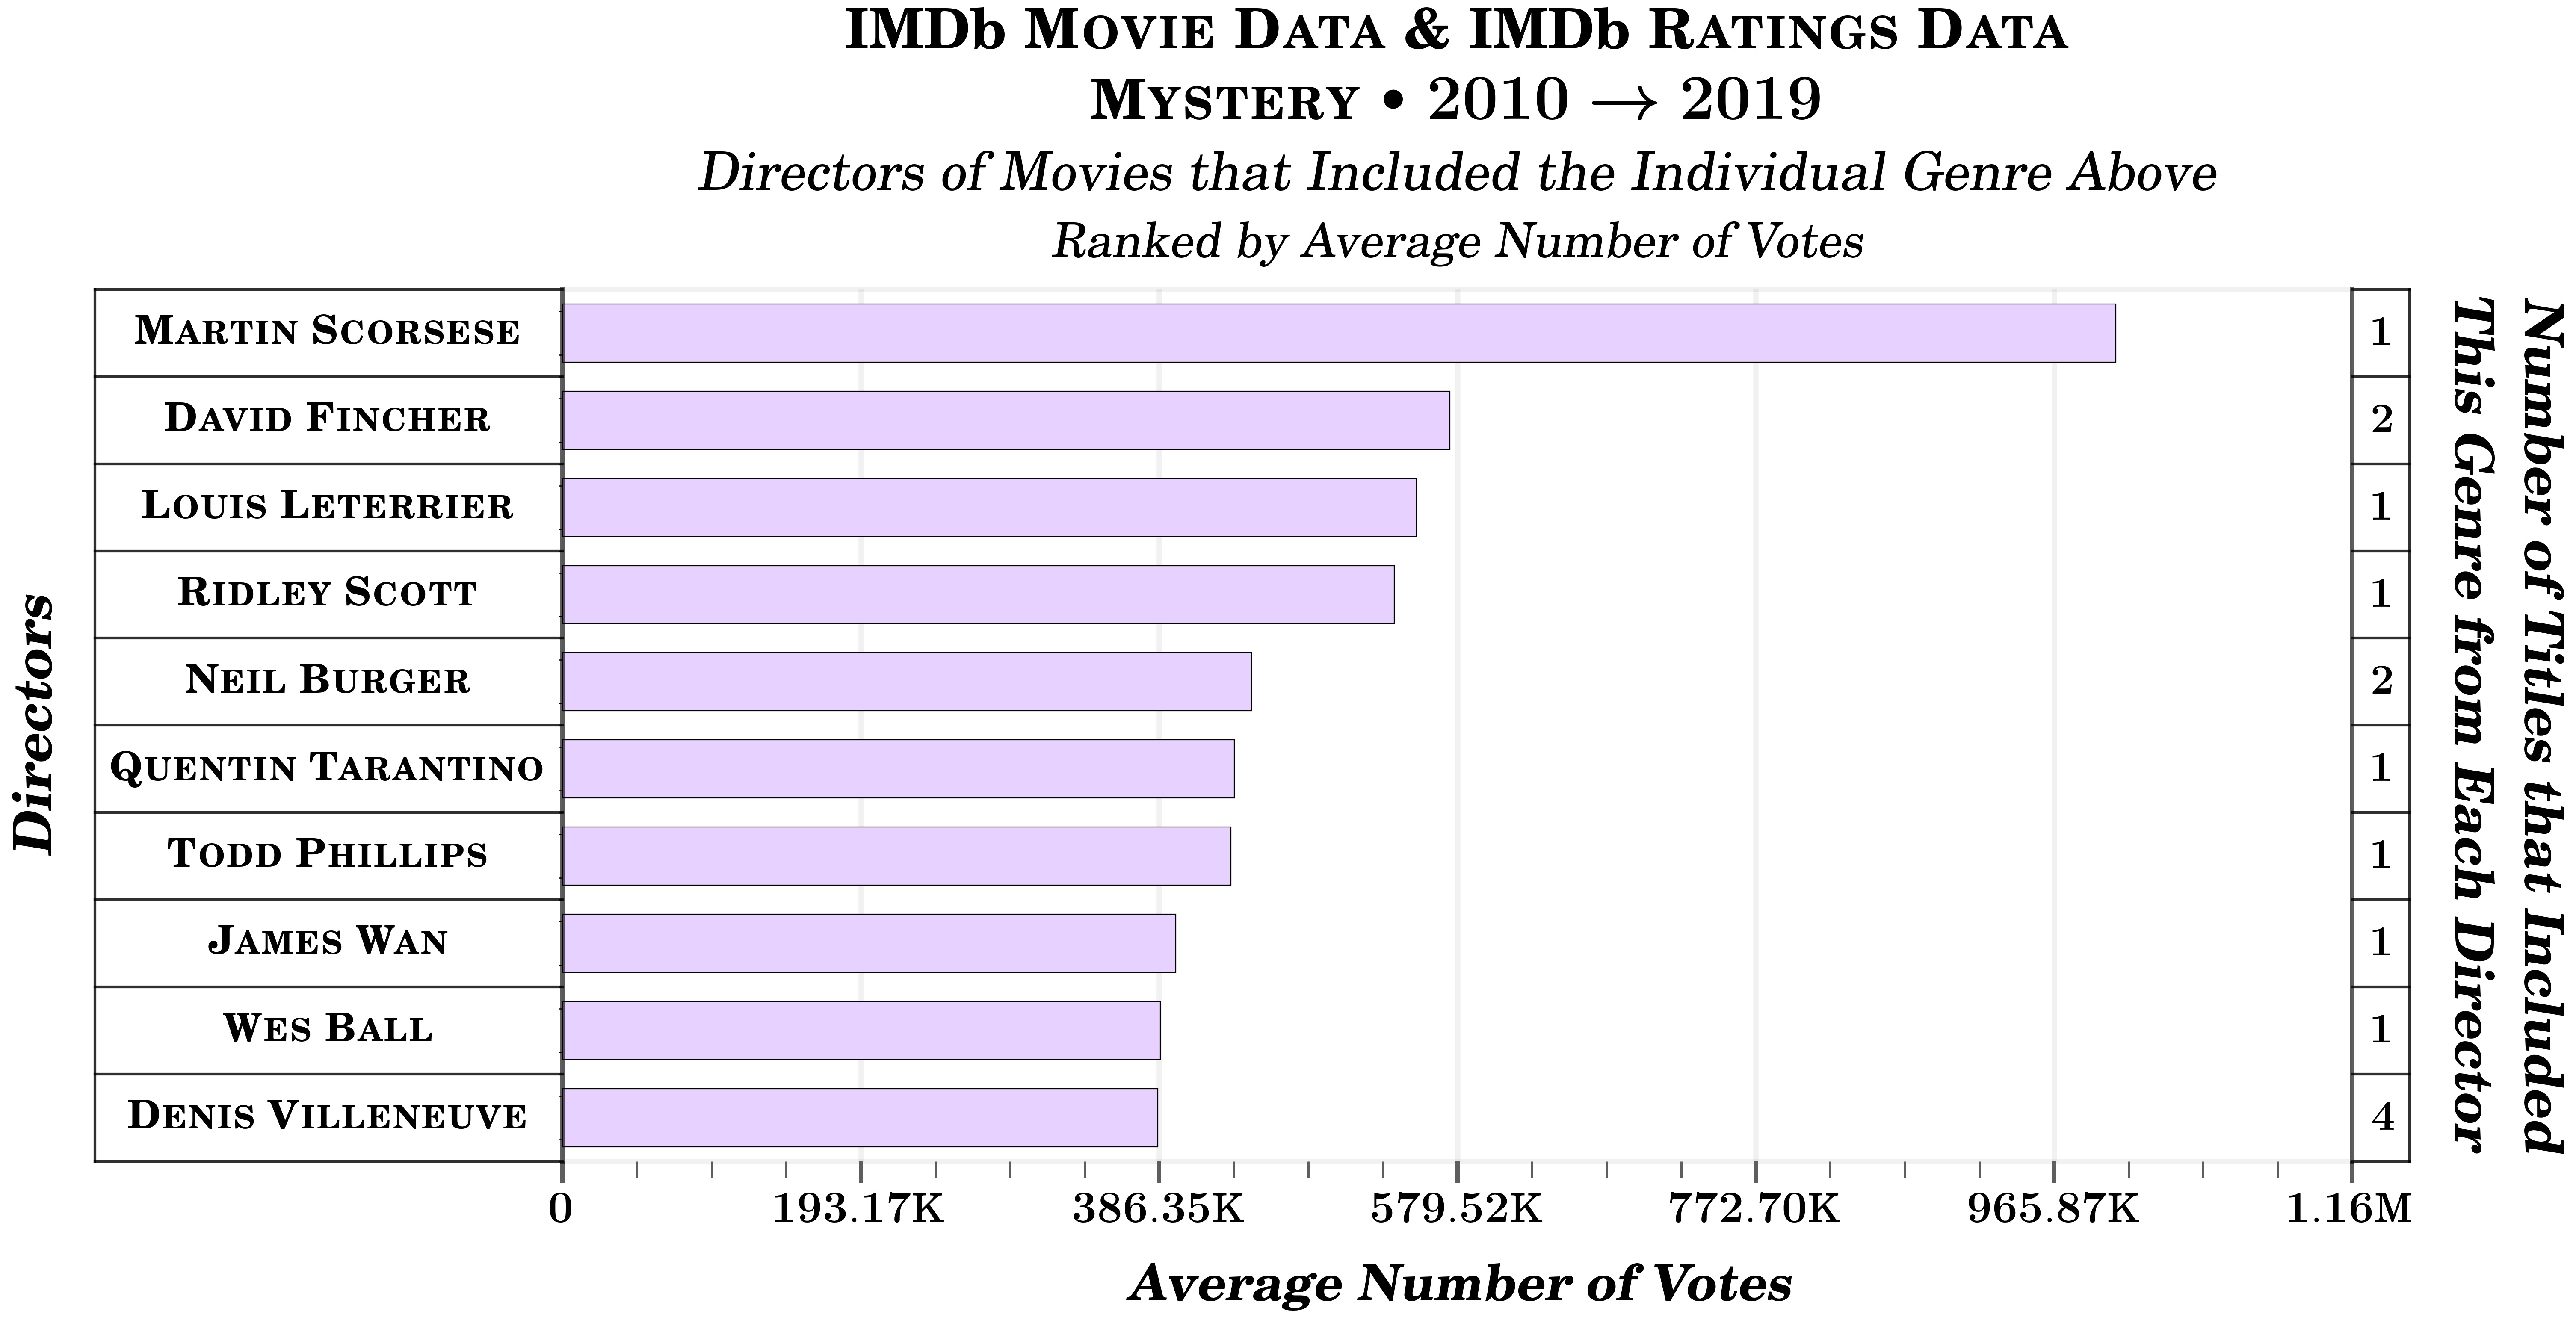 IMDb Movie Data & IMDb Ratings Data
Mystery • 2010 → 2019
Directors of Movies that Included the Individual Genre Above
Ranked by Average Number of Votes
Directors
Martin Scorsese 1
David Fincher 2
Louis Leterrier 1
Ridley Scott 1
Neil Burger 2
Quentin Tarantino 1
Todd Phillips 1
James Wan 1
Wes Ball 1
Denis Villeneuve 4
Number of Titles that Included
This Genre from Each Director
0 193.17K 386.35K 579.52K 772.70K 965.87K 1.16M
Average Number of Votes